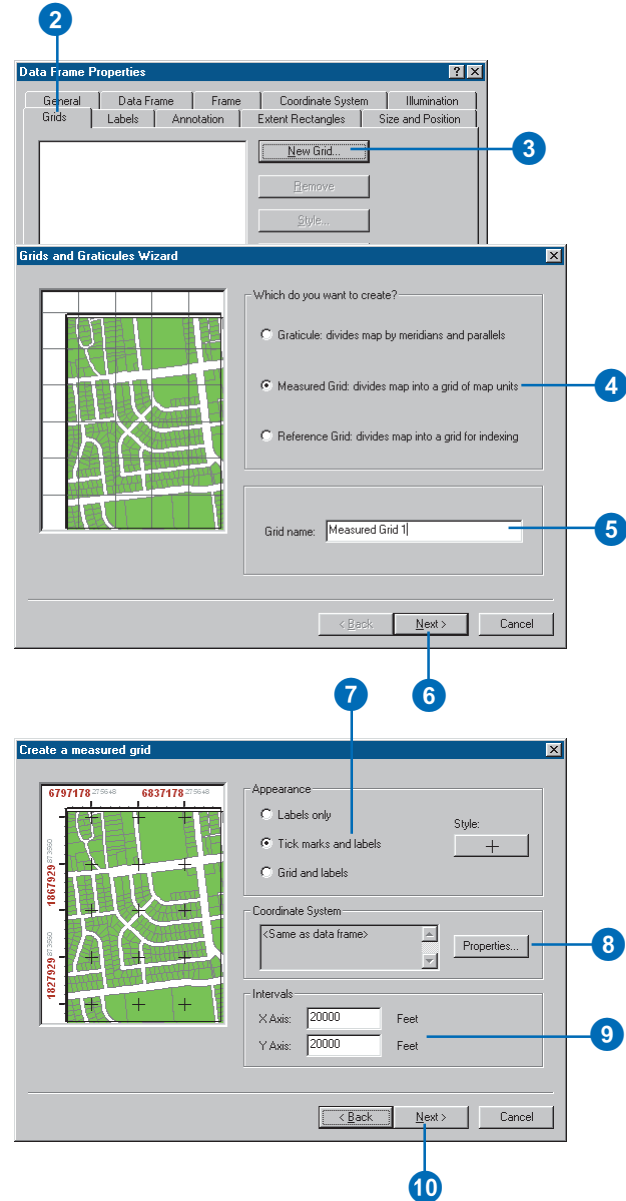 2
Data Frame Properties
General Data Frame Frame Coordinate System Illumination
Grids Labels Annotation Extent Rectangles Size and Position
New Grid...
3
Remove
Style...
Grids and Graticules Wizard
Which do you want to create?
Graticule: divides map by meridians and parallels
Measured Grid: divides map into a grid of map units
4
Reference Grid: divides map into a grid for indexing
Grid name: Measured Grid 1
5
< Back Next > Cancel
7 6
Create a measured grid
6797178 275648 6837178 275648
1867929 873560
1827929 873560
Appearance
Labels only
Tick marks and labels
Grid and labels
Style:
Coordinate System
<Same as data frame>
Properties...
8
Intervals
X Axis: 20000 Feet
Y Axis: 20000 Feet
9
< Back Next > Cancel
10